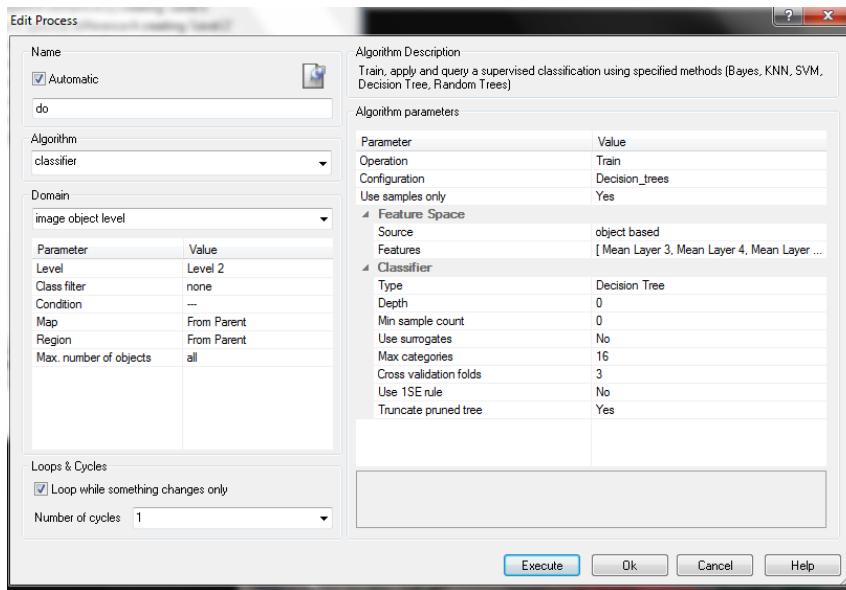 Edit Process
?
X
Name
Automatic
do
Algorithm
classifier
Domain
image object level
Parameter Value
Level Level 2
Class filter none
Condition ---
Map From Parent
Region From Parent
Max. number of objects all
Loops & Cycles
Loop while something changes only
Number of cycles 1
Algorithm Description
Train, apply and query a supervised classification using specified methods (Bayes, KNN, SVM,
Decision Tree, Random Trees)
Algorithm parameters
Parameter Value
Operation Train
Configuration Decision_trees
Use samples only Yes
Feature Space
Source object based
Features [ Mean Layer 3, Mean Layer 4, Mean Layer ...
Classifier
Type Decision Tree
Depth 0
Min sample count 0
Use surrogates No
Max categories 16
Cross validation folds 3
Use 1SE rule No
Truncate pruned tree Yes
Execute Ok Cancel Help